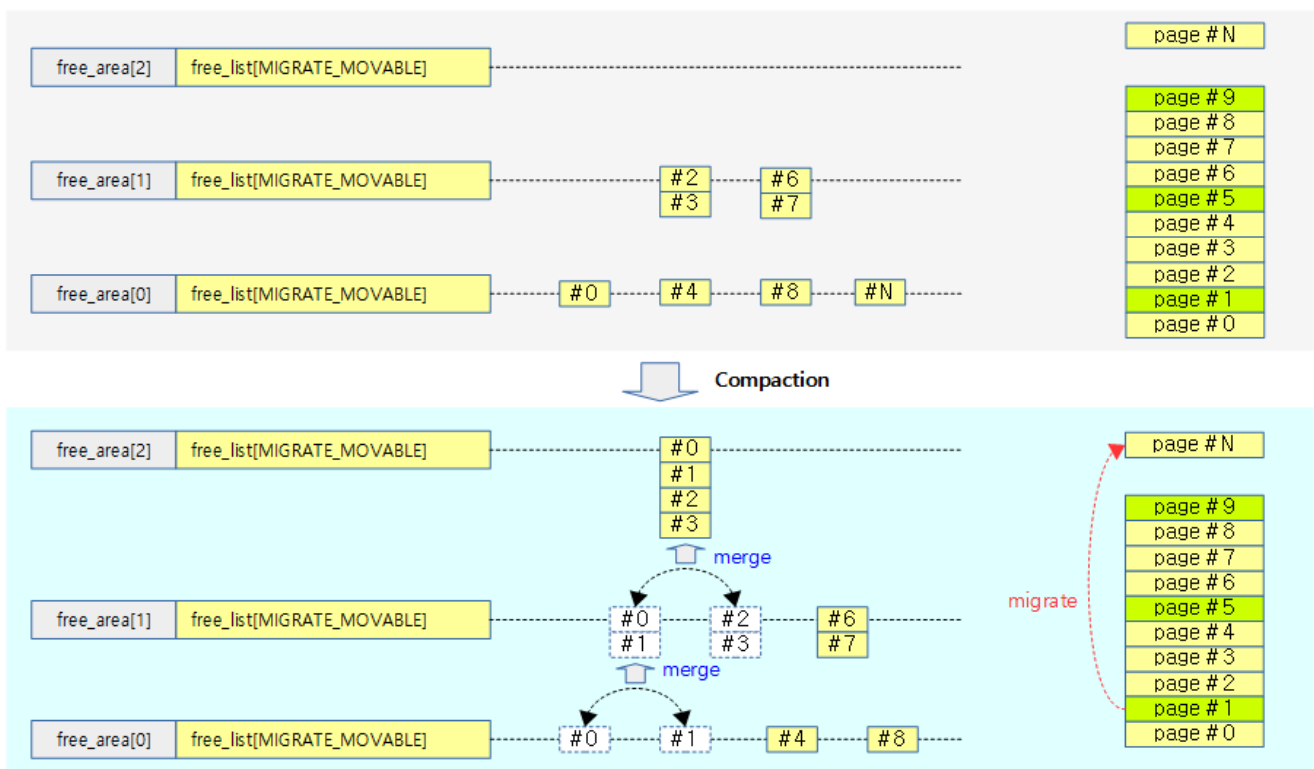 page #N
free_area[2] free_list[MIGRATE_MOVABLE]
page #9
page #8
page #7
free_area[1] free_list[MIGRATE_MOVABLE] #2 #6 page #6
#3 #7 page #5
page #4
page #3
page #2
free_area[0] free_list[MIGRATE_MOVABLE] #0 #4 #8 #N
page #1
page #0
Compaction
free_area[2] free_list[MIGRATE_MOVABLE] #0 page #N
#1
#2
#3
page #9
page #8
merge
page #7
page #6
migrate
page #5
free_area[1] free_list[MIGRATE_MOVABLE] #0 #2 #6
page #4
#1 #3 #7
page #3
merge
page #2
page #1
free_area[0] free_list[MIGRATE_MOVABLE] #0 #1 #4 #8 page #0